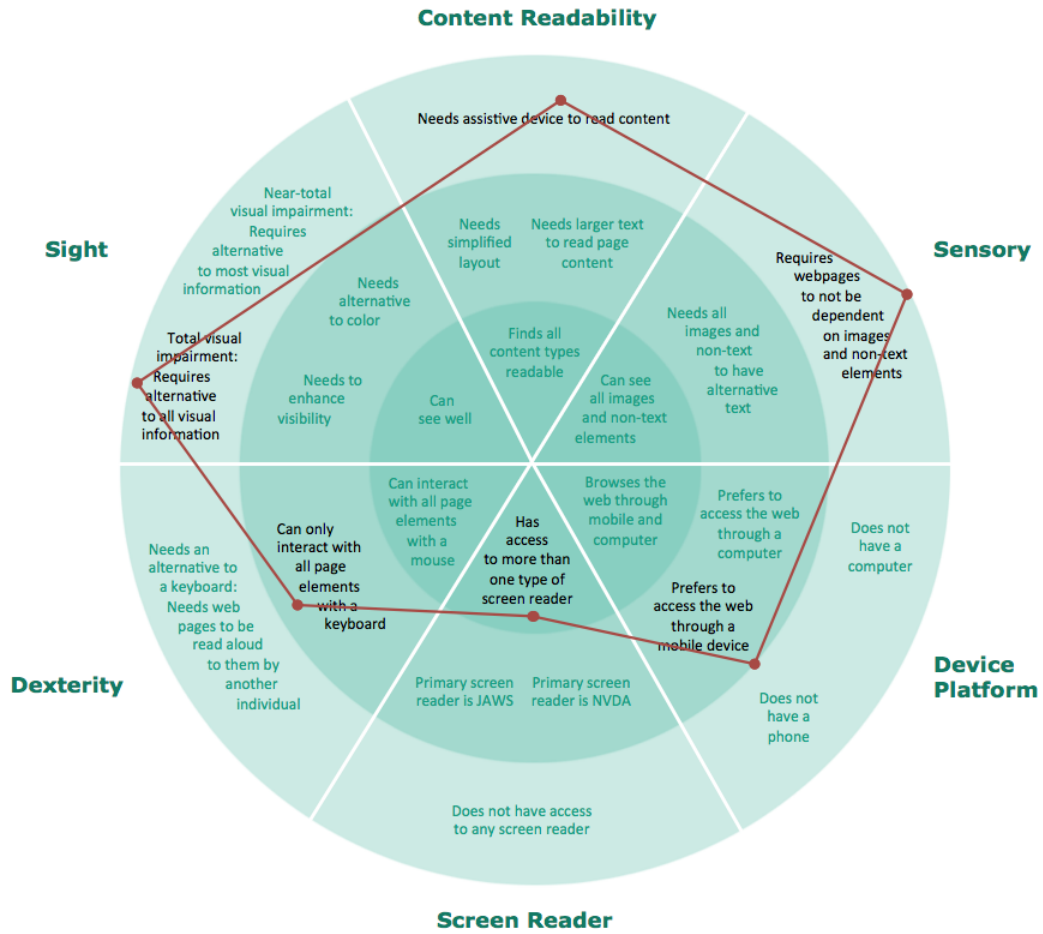 Content Readability
Needs assistive device to read content
Near-total
visual impairment:
Requires
alternative
to most visual
information
Sight
Needs
simplified
layout
Needs larger text
to read page
content
Sensory
Requires
webpages
to not be
dependent
on images
and non-text
elements
Needs
alternative
to color
Needs all
images and
non-text
to have
alternative
text
Total visual
impairment:
Requires
alternative
to all visual
information
Finds all
content types
readable
Needs to
enhance
visibility
Can
see well
Can see
all images
and non-text
elements
Can interact
with all page
elements
with a
mouse
Browses the
web through
mobile and
computer
Prefers to
access the web
through a
computer
Does not
have a
computer
Has
access
to more than
one type of
screen reader
Can only
interact with
all page
elements
with a
keyboard
Needs an
alternative to
a keyboard:
Needs web
pages to be
read aloud
to them by
another
individual
Prefers to
access the web
through a
mobile device
Dexterity
Device
Platform
Primary screen
reader is JAWS
Primary screen
reader is NVDA
Does not
have a
phone
Does not have access
to any screen reader
Screen Reader